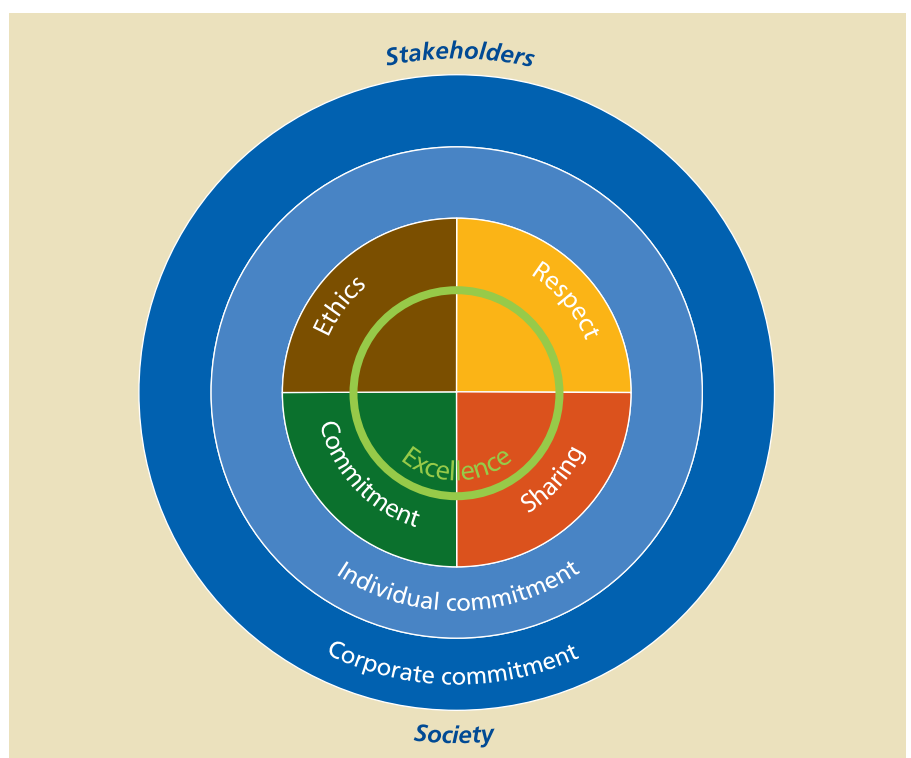 Stakeholders
Ethics
Respect
Commitment
Excellence
Sharing
Individual commitment
Corporate commitment
Society